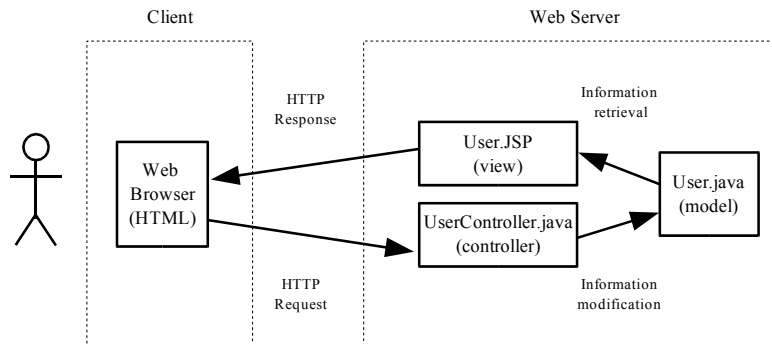 Client
Web Server
HTTP
Response
Information
retrieval
Web
Browser
(HTML)
User.JSP
(view)
User.java
(model)
UserController.java
(controller)
HTTP
Request
Information
modification